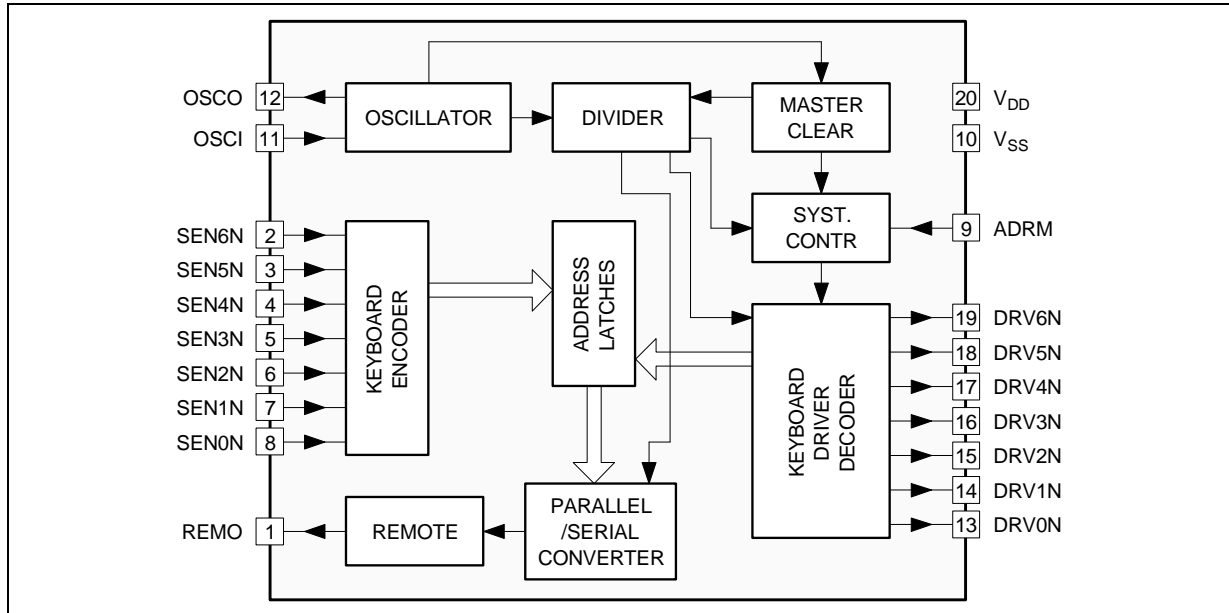 OSCO 12
OSCI 11
OSCILLATOR
DIVIDER
MASTER
CLEAR
20 VDD
10 VSS
SYST.
CONTR
9 ADRM
SEN6N 2
SEN5N 3
SEN4N 4
SEN3N 5
SEN2N 6
SEN1N 7
SEN0N 8
KEYBOARD
ENCODER
ADDRESS
LATCHES
KEYBOARD
DRIVER
DECODER
19 DRV6N
18 DRV5N
17 DRV4N
16 DRV3N
15 DRV2N
14 DRV1N
13 DRV0N
REMO 1
REMOTE
PARALLEL
/SERIAL
CONVERTER